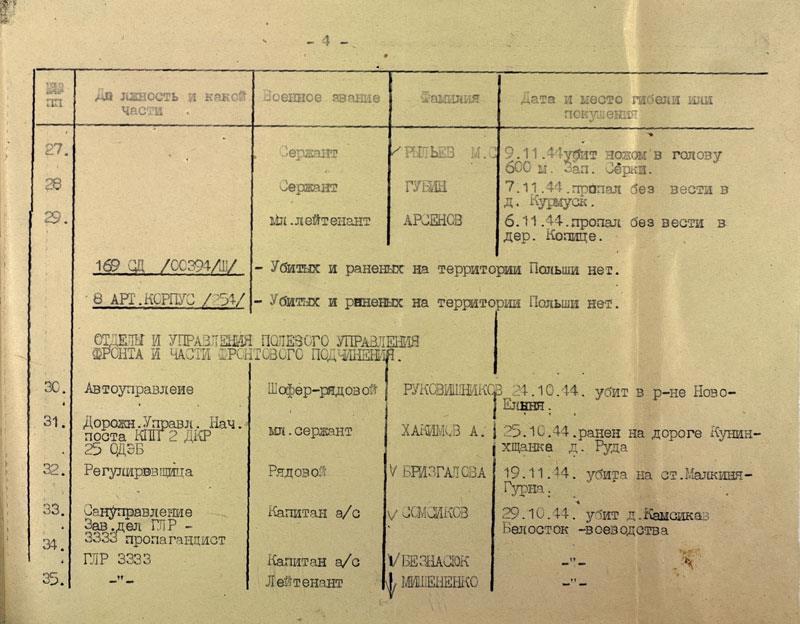 - 4 -
№№ Должность и какой Военное звание Фамилия Дата и место гибели или
пп части покушения
27. Сержант РЫЛЬЕВ М.С 9.11.44 убит ножом в голову
600 м. Зап. Серки.
28 Сержант ГУБИН 7.11.44.пропал без вести в
д. Курмуск.
29. мл.лейтенант АРСЕНОВ 6.11.44.пропал без вести в
дер. Копице.
169 СД /00394/Ш/ - Убитых и раненых на территории Польши нет.
8 АРТ.КОРПУС /254/ - Убитых и раненых на территории Польши нет.
ОТДЕЛЫ И УПРАВЛЕНИЯ ПОЛЕВОГО УПРАВЛЕНИЯ
ФРОНТА И ЧАСТИ ФРОНТОВОГО ПОДЧИНЕНИЯ.
30. Автоуправление Шофер-рядовой РУКОВИШНИКОВ 24.10.44. убит в р-не Ново-
31. Дорожн.Управл. Нач. мл.сержант ХАКИМОВ А. 25.10.44.ранен на дороге Кунин-
поста КПГ 2 ДКР хщанка д. Руда
25 ОДЭБ
32. Регулировщица Рядовой БРИЗГАЛОВА 19.11.44. убита на ст.Малкиня-
Гурна.
33. Сануправление Капитан а/с СОМСИКОВ 29.10.44. убит д.Камсикав
Зав.дел ГЛР - Белосток -воеводства
3333 пропагандист
34. ГЛР 3333 Капитан а/с БЕЗНАСЮК -"-
35. -"- Лейтенант МИШЕНЕНКО -"-